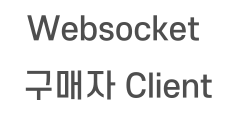 Websocket
구매자 Client